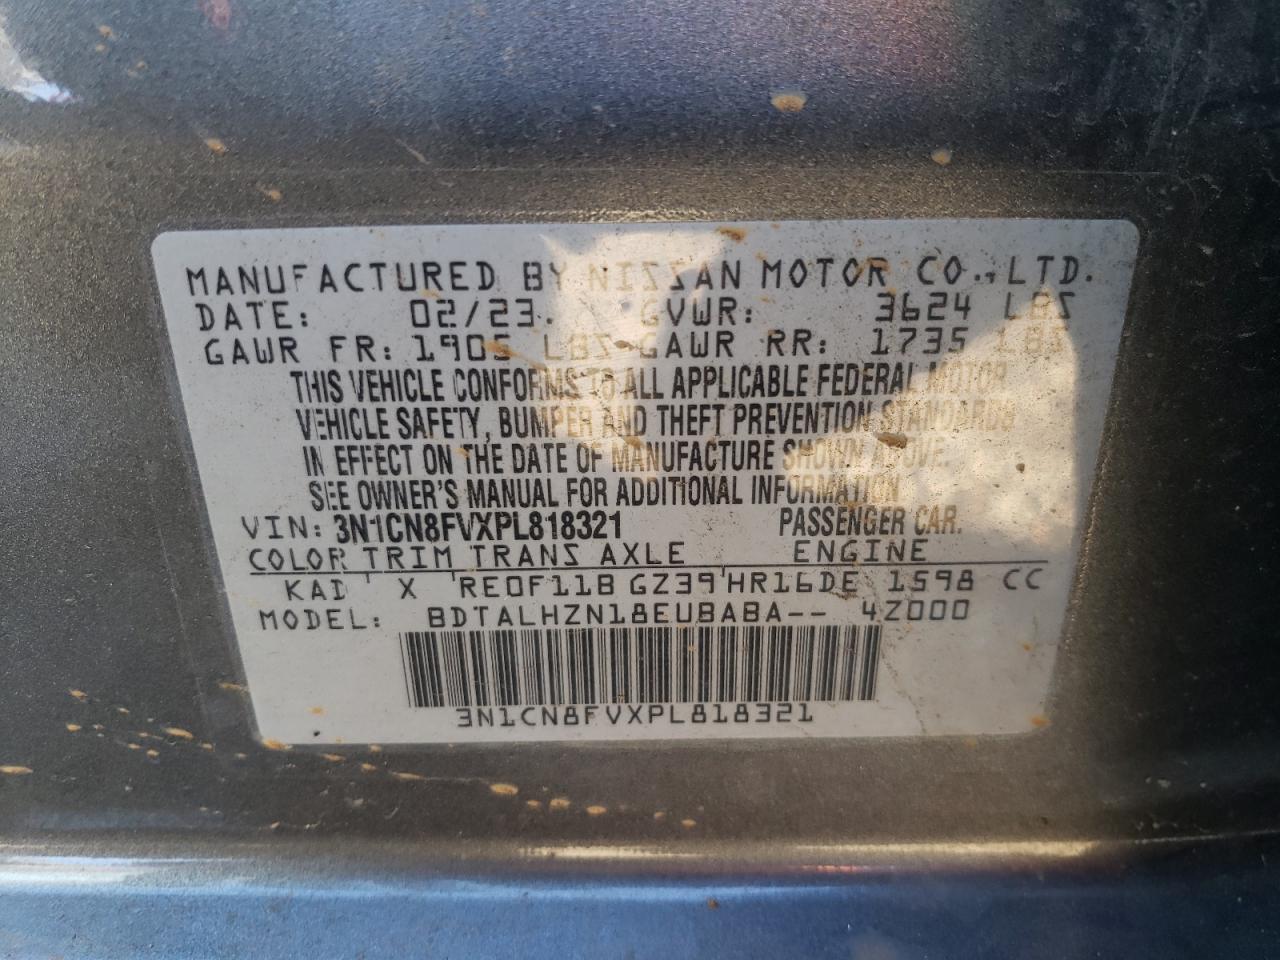 MANUFACTURED BY NISSAN MOTOR CO., LTD.
DATE: 02/23. GVWR: 3624 LBS
GAWR FR: 1905 LBS GAWR RR: 1735 LBS
THIS VEHICLE CONFORMS TO ALL APPLICABLE FEDERAL MOTOR
VEHICLE SAFETY, BUMPER AND THEFT PREVENTION STANDARDS
IN EFFECT ON THE DATE OF MANUFACTURE SHOWN ABOVE.
SEE OWNER'S MANUAL FOR ADDITIONAL INFORMATION
VIN: 3N1CN8FVXPL818321 PASSENGER CAR.
COLOR TRIM TRANS AXLE ENGINE
KAD ' X ' RE0F11B GZ39 ' HR16DE 1598 CC
MODEL: BDTALHZN18EUBABA-- 4Z000
3N1CN8FVXPL818321